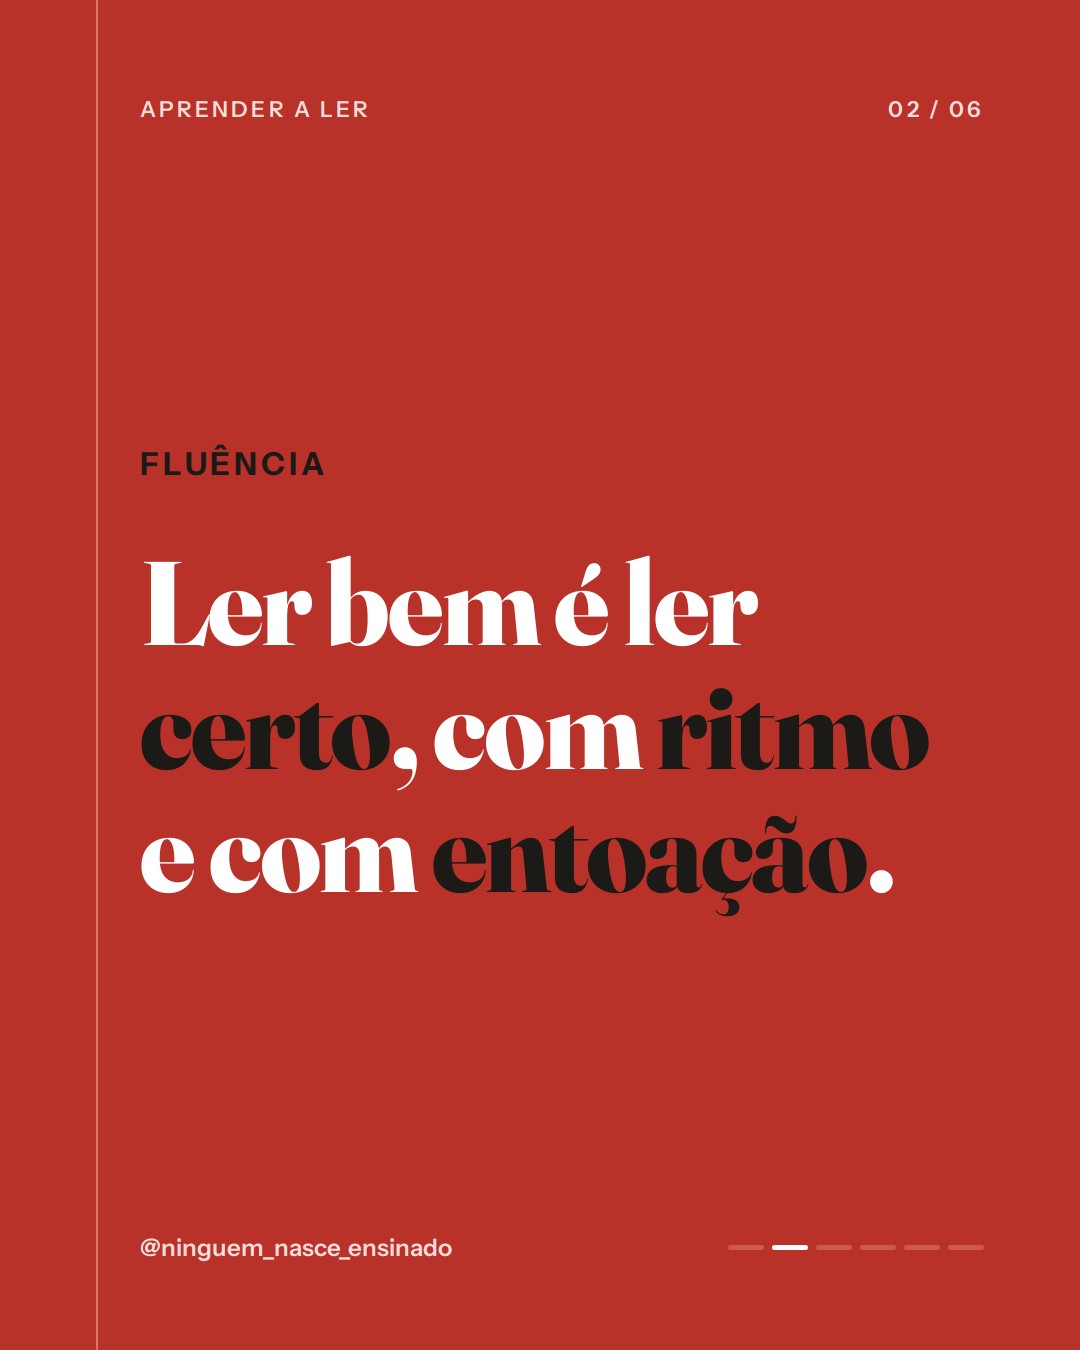 APRENDER A LER
02 / 06
FLUÊNCIA
Ler bem é ler
certo, com ritmo
e com entoação.
@ninguem_nasce_ensinado